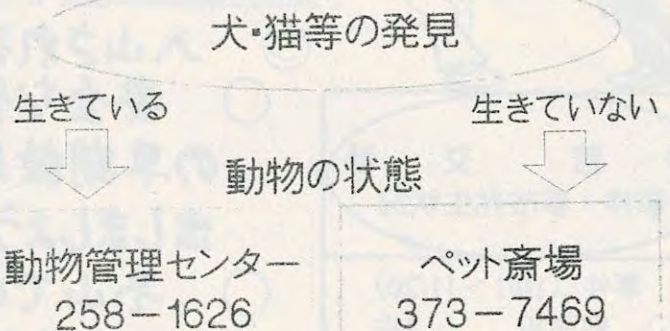 犬・猫等の発見
生きている
生きていない
動物の状態
動物管理センター
258－1626
ペット斎場
373－7469